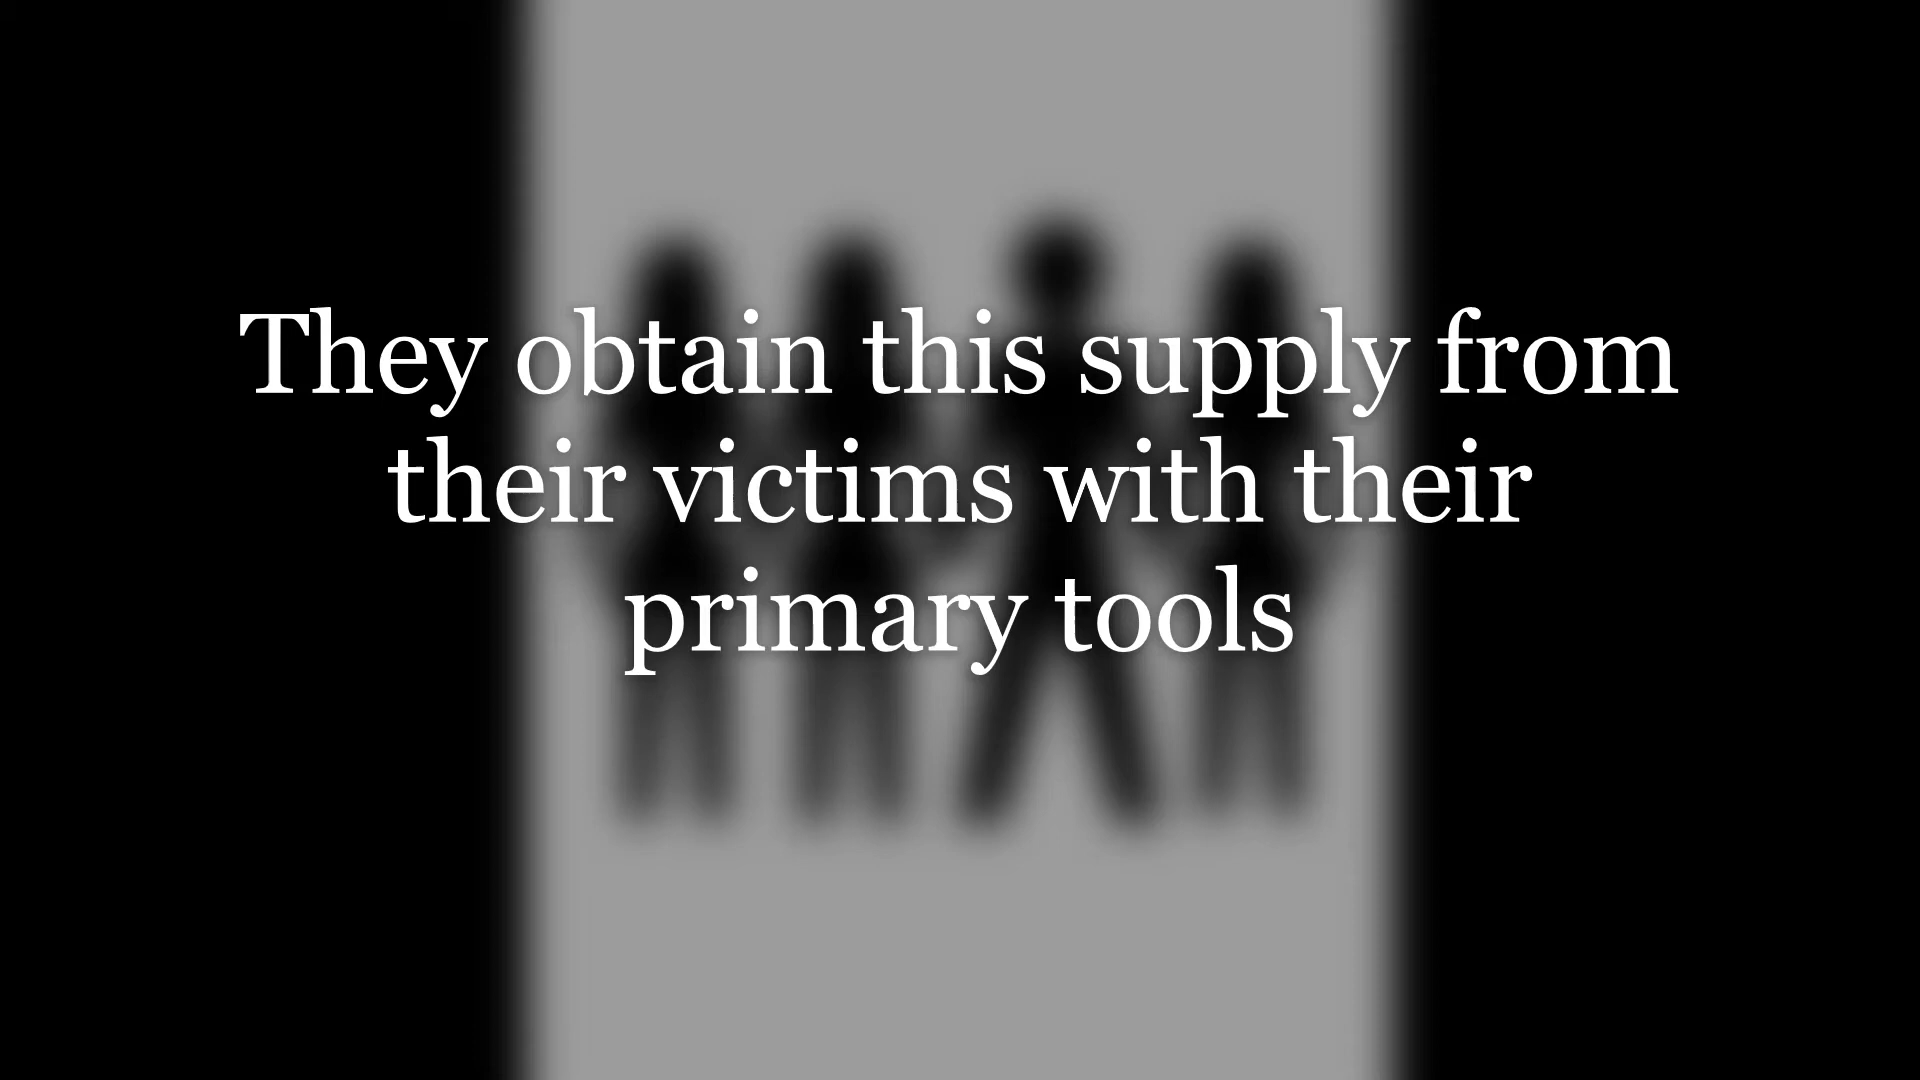 They obtain this supply from
their victims with their
primary tools